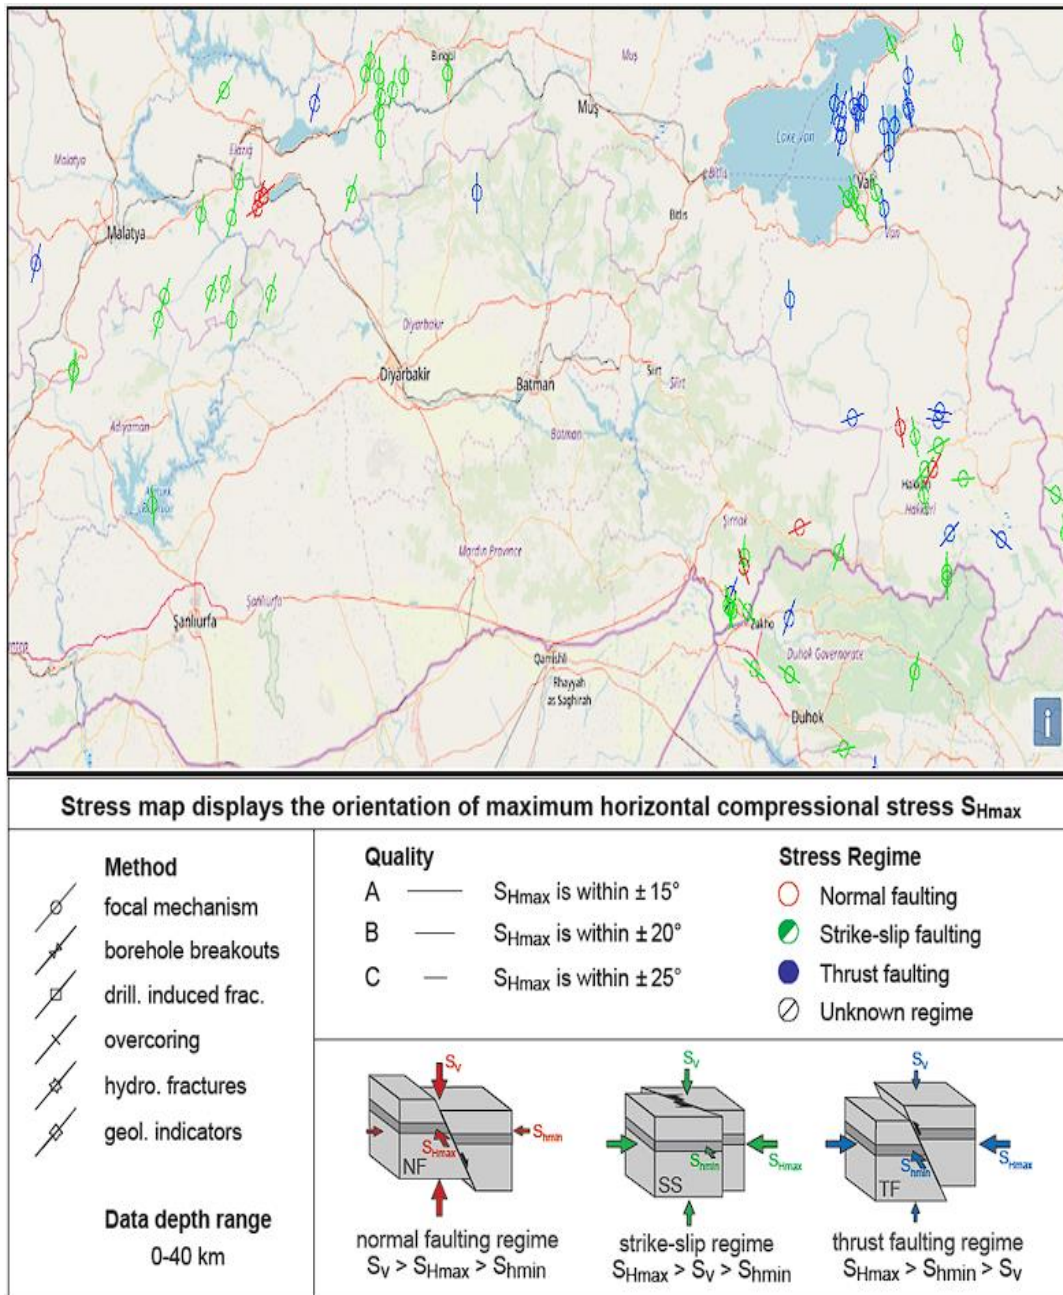 Bingöl
Muş
Muş
Lake Van
Malatya
Elazığ
Bitlis
Van
Bitlis
Malatya
Van
Diyarbakır
Diyarbakır
Siirt
Siirt
Batman
Adıyaman
Batman
Hakkari
Hakkari
Şırnak
Mardin Province
Şanlıurfa
Şanlıurfa
Zakho
Qamishli
Duhok Governorate
Rhayyah
as Saghirah
Duhok
i
Stress map displays the orientation of maximum horizontal compressional stress SHmax
Method
focal mechanism
borehole breakouts
drill. induced frac.
overcoring
hydro. fractures
geol. indicators
Data depth range
0-40 km
Quality
A SHmax is within ± 15°
B SHmax is within ± 20°
C SHmax is within ± 25°
Stress Regime
Normal faulting
Strike-slip faulting
Thrust faulting
Unknown regime
Sv
SHmax
Shmin
NF
normal faulting regime
Sv > SHmax > Shmin
Sv
Shmin
SHmax
SS
strike-slip regime
SHmax > Sv > Shmin
Sv
Shmin
SHmax
TF
thrust faulting regime
SHmax > Shmin > Sv